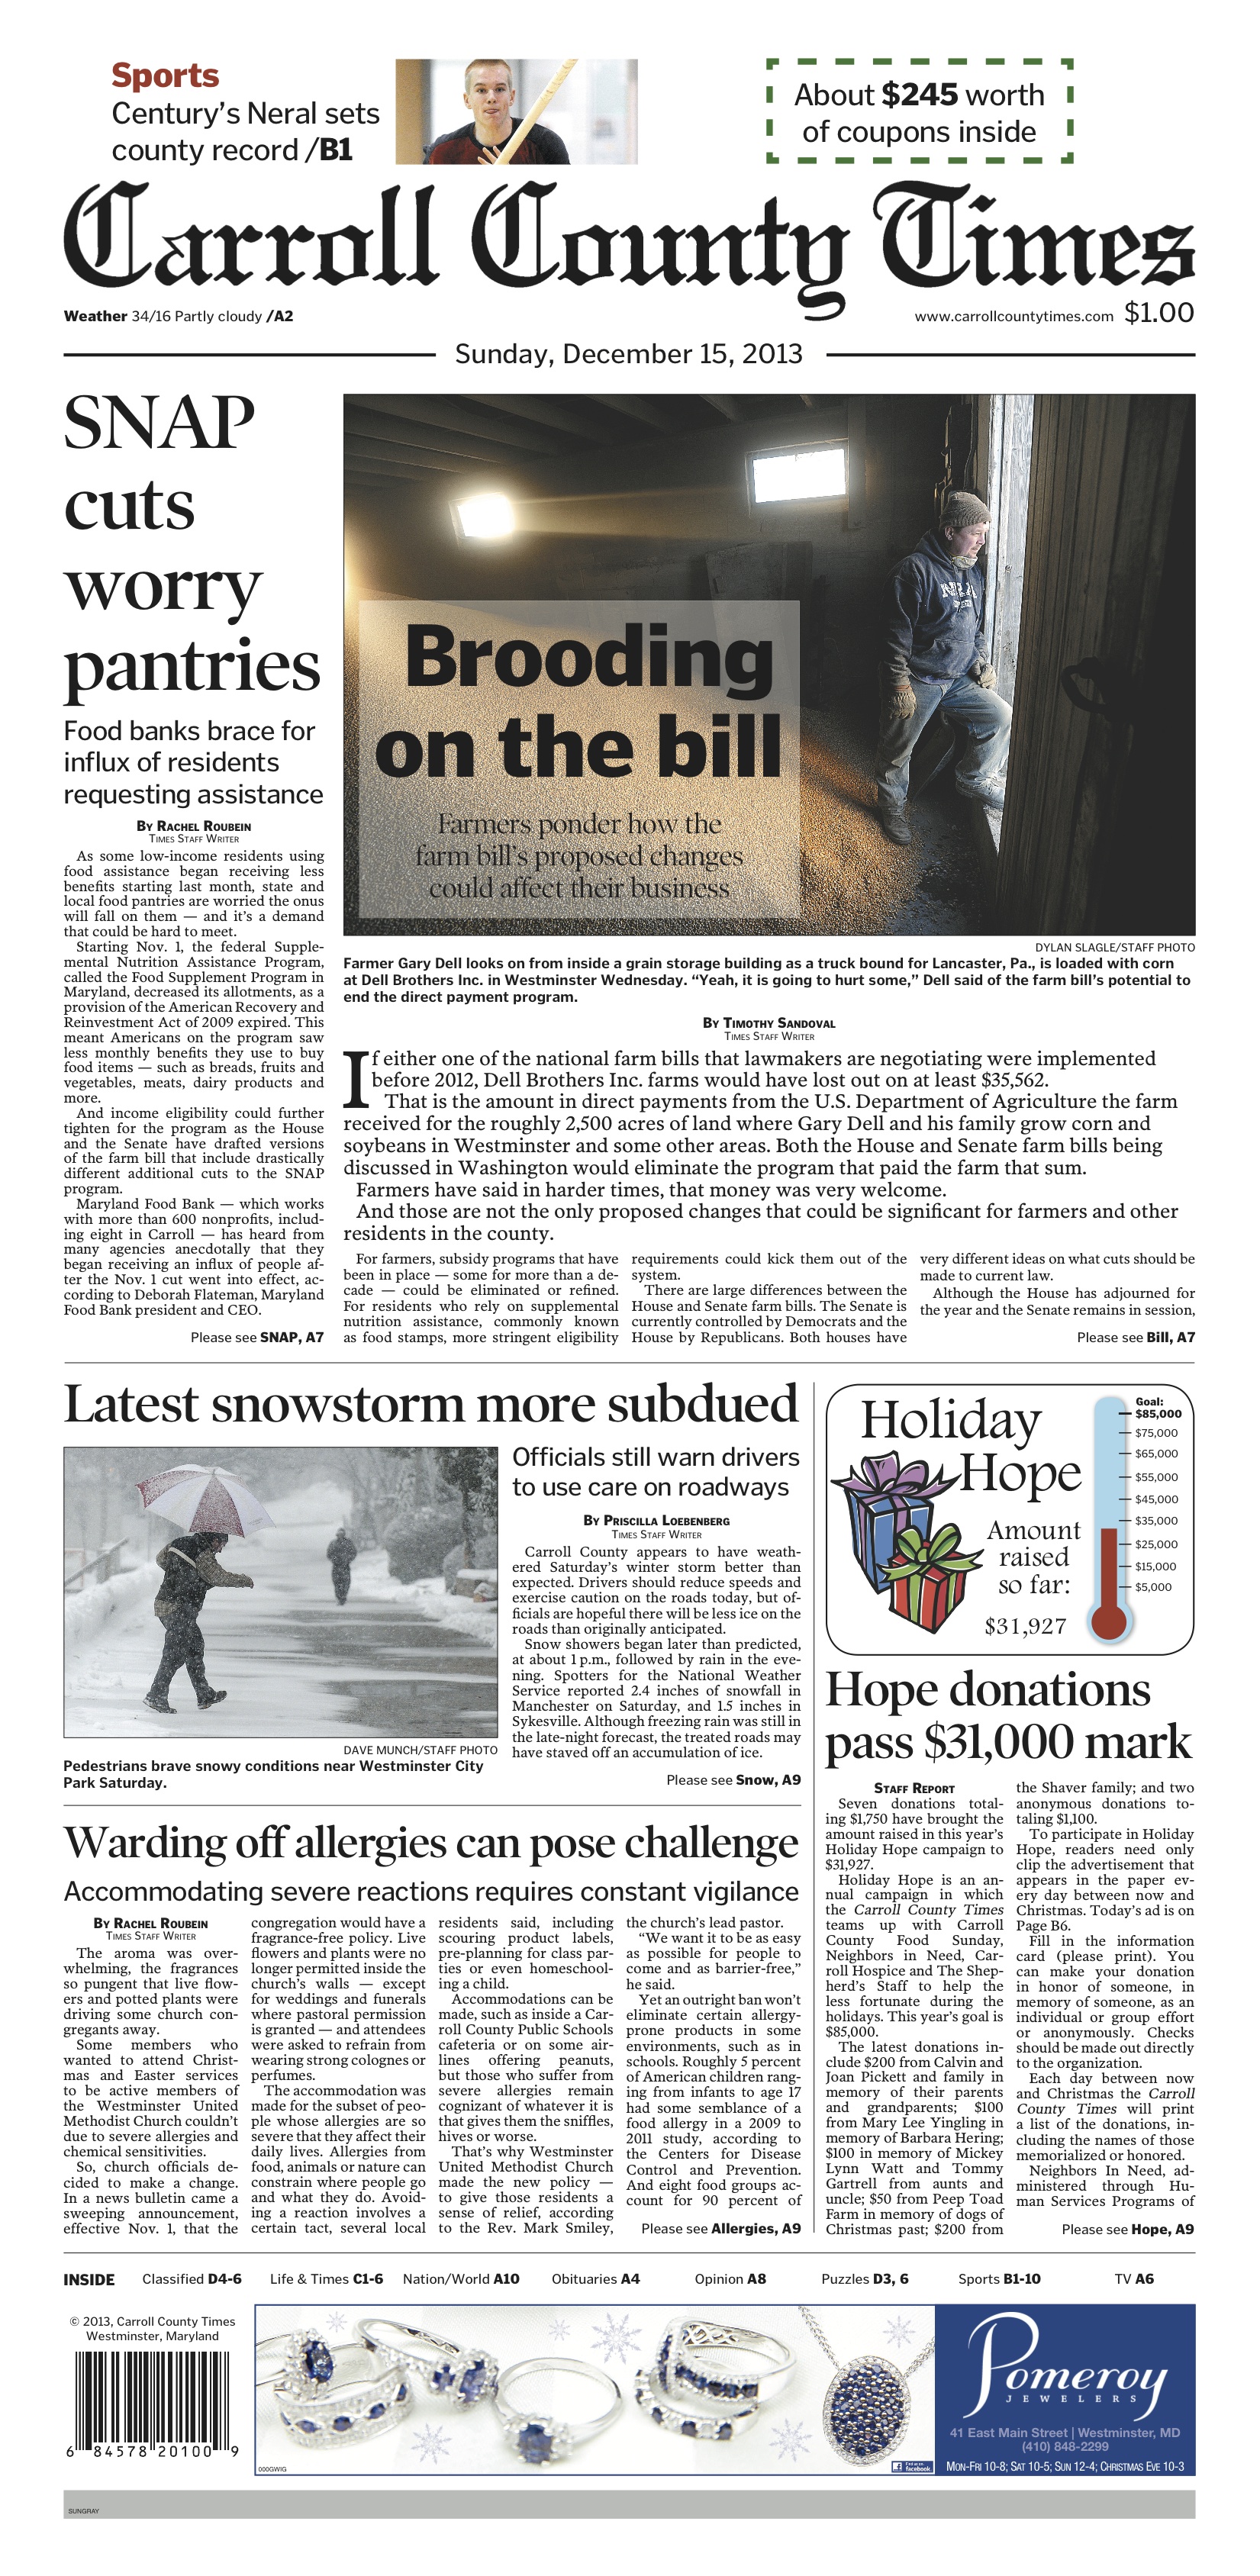 Sports
Century's Neral sets
county record /B1
About $245 worth
of coupons inside
Carroll County Times
Weather 34/16 Partly cloudy /A2
www.carrollcountytimes.com $1.00
Sunday, December 15, 2013
SNAP
cuts
worry
pantries
Food banks brace for
influx of residents
requesting assistance
By Rachel Roubein
Times Staff Writer
As some low-income residents using
food assistance began receiving less
benefits starting last month, state and
local food pantries are worried the onus
will fall on them — and it's a demand
that could be hard to meet.
Starting Nov. 1, the federal Supple-
mental Nutrition Assistance Program,
called the Food Supplement Program in
Maryland, decreased its allotments, as a
provision of the American Recovery and
Reinvestment Act of 2009 expired. This
meant Americans on the program saw
less monthly benefits they use to buy
food items — such as breads, fruits and
vegetables, meats, dairy products and
more.
And income eligibility could further
tighten for the program as the House
and the Senate have drafted versions
of the farm bill that include drastically
different additional cuts to the SNAP
program.
Maryland Food Bank — which works
with more than 600 nonprofits, includ-
ing eight in Carroll — has heard from
many agencies anecdotally that they
began receiving an influx of people af-
ter the Nov. 1 cut went into effect, ac-
cording to Deborah Flateman, Maryland
Food Bank president and CEO.
Please see SNAP, A7
Brooding
on the bill
Farmers ponder how the
farm bill's proposed changes
could affect their business
DYLAN SLAGLE/STAFF PHOTO
Farmer Gary Dell looks on from inside a grain storage building as a truck bound for Lancaster, Pa., is loaded with corn
at Dell Brothers Inc. in Westminster Wednesday. "Yeah, it is going to hurt some," Dell said of the farm bill's potential to
end the direct payment program.
By Timothy Sandoval
Times Staff Writer
If either one of the national farm bills that lawmakers are negotiating were implemented
before 2012, Dell Brothers Inc. farms would have lost out on at least $35,562.
That is the amount in direct payments from the U.S. Department of Agriculture the farm
received for the roughly 2,500 acres of land where Gary Dell and his family grow corn and
soybeans in Westminster and some other areas. Both the House and Senate farm bills being
discussed in Washington would eliminate the program that paid the farm that sum.
Farmers have said in harder times, that money was very welcome.
And those are not the only proposed changes that could be significant for farmers and other
residents in the county.
For farmers, subsidy programs that have
been in place — some for more than a de-
cade — could be eliminated or refined.
For residents who rely on supplemental
nutrition assistance, commonly known
as food stamps, more stringent eligibility
requirements could kick them out of the
system.
There are large differences between the
House and Senate farm bills. The Senate is
currently controlled by Democrats and the
House by Republicans. Both houses have
very different ideas on what cuts should be
made to current law.
Although the House has adjourned for
the year and the Senate remains in session,
Please see Bill, A7
Latest snowstorm more subdued
DAVE MUNCH/STAFF PHOTO
Pedestrians brave snowy conditions near Westminster City
Park Saturday.
Officials still warn drivers
to use care on roadways
By Priscilla Loebenberg
Times Staff Writer
Carroll County appears to have weath-
ered Saturday's winter storm better than
expected. Drivers should reduce speeds and
exercise caution on the roads today, but of-
ficials are hopeful there will be less ice on the
roads than originally anticipated.
Snow showers began later than predicted,
at about 1 p.m., followed by rain in the eve-
ning. Spotters for the National Weather
Service reported 2.4 inches of snowfall in
Manchester on Saturday, and 1.5 inches in
Sykesville. Although freezing rain was still in
the late-night forecast, the treated roads may
have staved off an accumulation of ice.
Please see Snow, A9
Holiday
Hope
Amount
raised
so far:
$31,927
Goal:
$85,000
$75,000
$65,000
$55,000
$45,000
$35,000
$25,000
$15,000
$5,000
Hope donations
pass $31,000 mark
Staff Report
Seven donations total-
ing $1,750 have brought the
amount raised in this year's
Holiday Hope campaign to
$31,927.
Holiday Hope is an an-
nual campaign in which
the Carroll County Times
teams up with Carroll
County Food Sunday,
Neighbors in Need, Car-
roll Hospice and The Shep-
herd's Staff to help the
less fortunate during the
holidays. This year's goal is
$85,000.
The latest donations in-
clude $200 from Calvin and
Joan Pickett and family in
memory of their parents
and grandparents; $100
from Mary Lee Yingling in
memory of Barbara Hering;
$100 in memory of Mickey
Lynn Watt and Tommy
Gartrell from aunts and
uncle; $50 from Peep Toad
Farm in memory of dogs of
Christmas past; $200 from
the Shaver family; and two
anonymous donations to-
taling $1,100.
To participate in Holiday
Hope, readers need only
clip the advertisement that
appears in the paper ev-
ery day between now and
Christmas. Today's ad is on
Page B6.
Fill in the information
card (please print). You
can make your donation
in honor of someone, in
memory of someone, as an
individual or group effort
or anonymously. Checks
should be made out directly
to the organization.
Each day between now
and Christmas the Carroll
County Times will print
a list of the donations, in-
cluding the names of those
memorialized or honored.
Neighbors In Need, ad-
ministered through Hu-
man Services Programs of
Please see Hope, A9
Warding off allergies can pose challenge
Accommodating severe reactions requires constant vigilance
By Rachel Roubein
Times Staff Writer
The aroma was over-
whelming, the fragrances
so pungent that live flow-
ers and potted plants were
driving some church con-
gregants away.
Some members who
wanted to attend Christ-
mas and Easter services
to be active members of
the Westminster United
Methodist Church couldn't
due to severe allergies and
chemical sensitivities.
So, church officials de-
cided to make a change.
In a news bulletin came a
sweeping announcement,
effective Nov. 1, that the
congregation would have a
fragrance-free policy. Live
flowers and plants were no
longer permitted inside the
church's walls — except
for weddings and funerals
where pastoral permission
is granted — and attendees
were asked to refrain from
wearing strong colognes or
perfumes.
The accommodation was
made for the subset of peo-
ple whose allergies are so
severe that they affect their
daily lives. Allergies from
food, animals or nature can
constrain where people go
and what they do. Avoid-
ing a reaction involves a
certain tact, several local
residents said, including
scouring product labels,
pre-planning for class par-
ties or even homeschool-
ing a child.
Accommodations can be
made, such as inside a Car-
roll County Public Schools
cafeteria or on some air-
lines offering peanuts,
but those who suffer from
severe allergies remain
cognizant of whatever it is
that gives them the sniffles,
hives or worse.
That's why Westminster
United Methodist Church
made the new policy —
to give those residents a
sense of relief, according
to the Rev. Mark Smiley,
the church's lead pastor.
"We want it to be as easy
as possible for people to
come and as barrier-free,"
he said.
Yet an outright ban won't
eliminate certain allergy-
prone products in some
environments, such as in
schools. Roughly 5 percent
of American children rang-
ing from infants to age 17
had some semblance of a
food allergy in a 2009 to
2011 study, according to
the Centers for Disease
Control and Prevention.
And eight food groups ac-
count for 90 percent of
Please see Allergies, A9
INSIDE Classified D4-6 Life & Times C1-6 Nation/World A10 Obituaries A4 Opinion A8 Puzzles D3, 6 Sports B1-10 TV A6
© 2013, Carroll County Times
Westminster, Maryland
6 84578 20100 9
000GWIG
facebook
Pomeroy
JEWELERS
41 East Main Street | Westminster, MD
(410) 848-2299
Mon-Fri 10-8; Sat 10-5; Sun 12-4; Christmas Eve 10-3
SUNGRAY